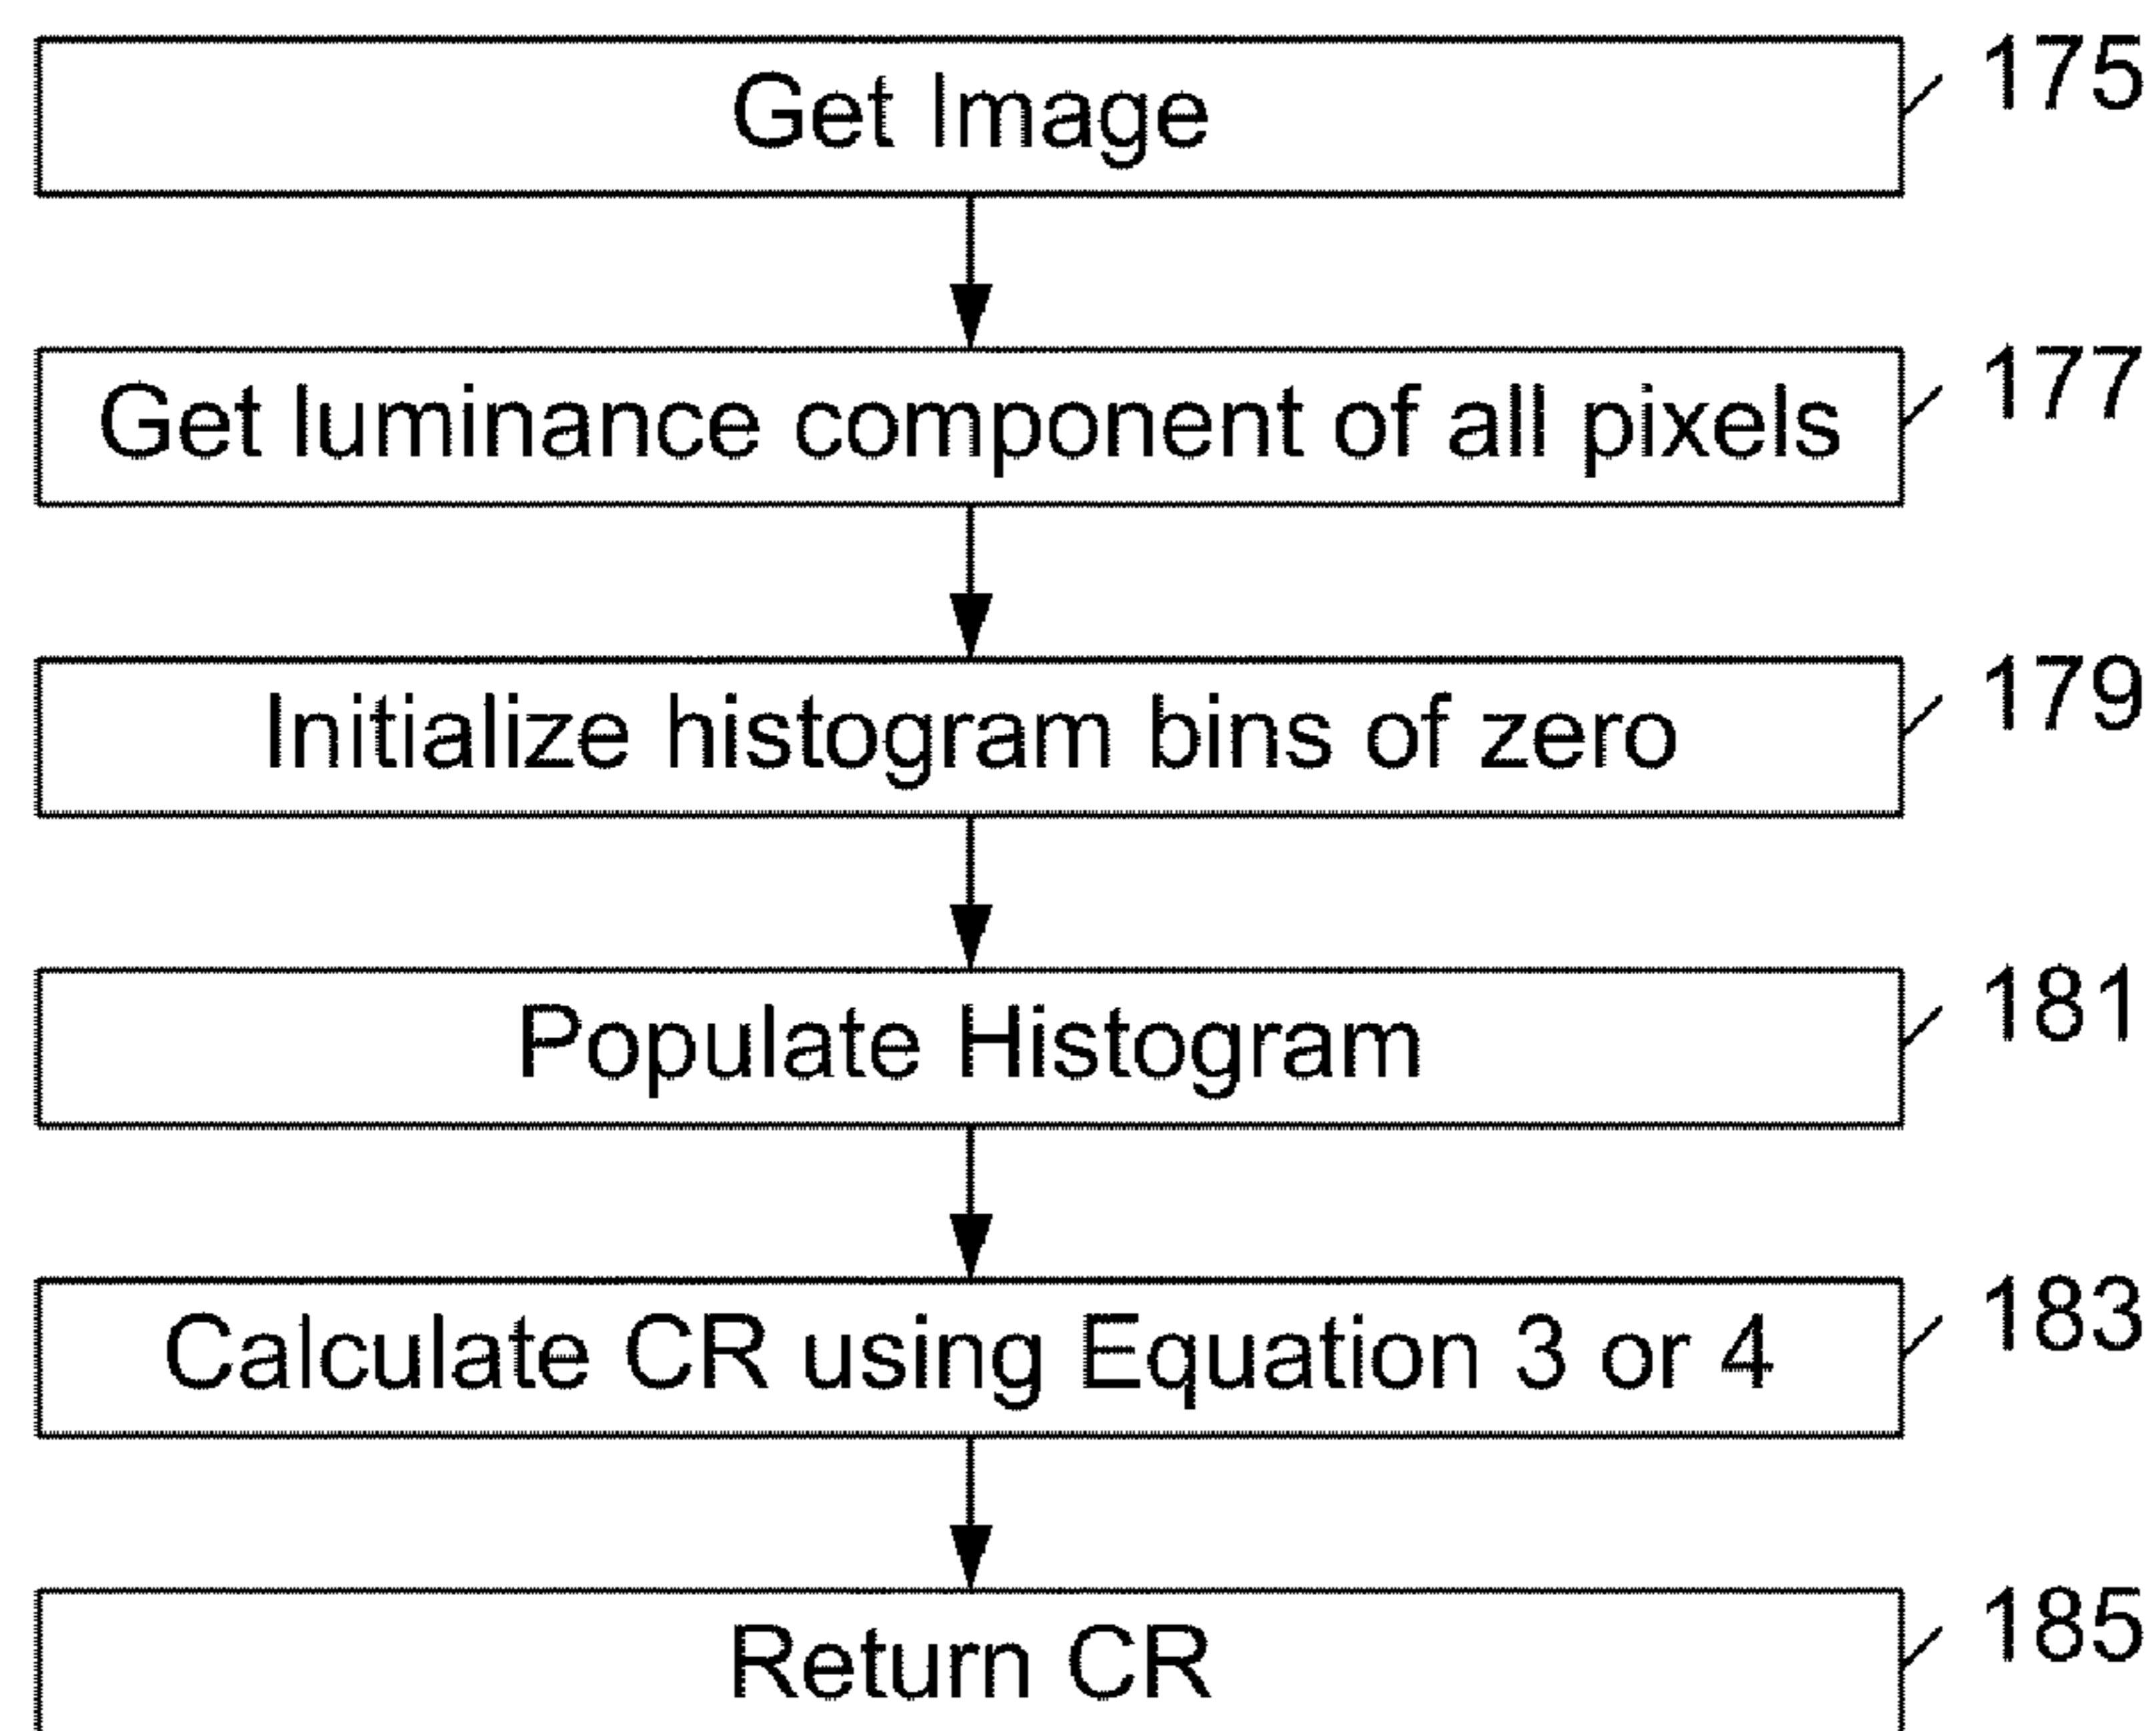 Get Image 175
Get luminance component of all pixels 177
Initialize histogram bins of zero 179
Populate Histogram 181
Calculate CR using Equation 3 or 4 183
Return CR 185